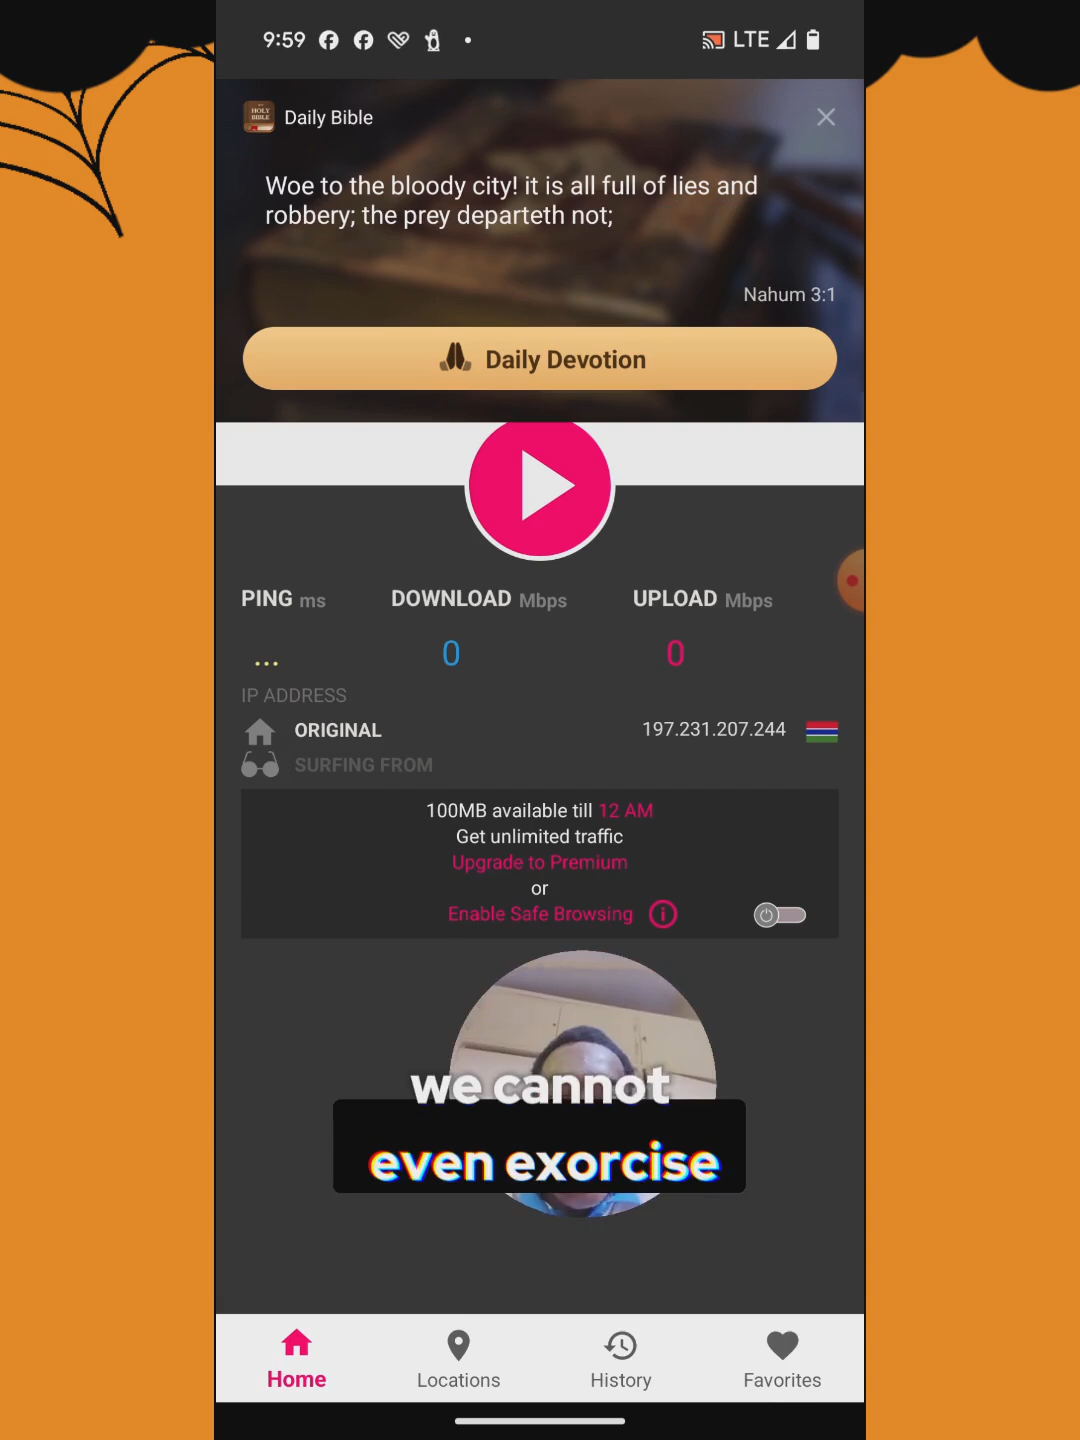 9:59
LTE
HOLY
BIBLE
Daily Bible
Woe to the bloody city! it is all full of lies and
robbery; the prey departeth not;
Nahum 3:1
Daily Devotion
PING ms
DOWNLOAD Mbps
UPLOAD Mbps
...
0
0
IP ADDRESS
ORIGINAL
197.231.207.244
SURFING FROM
100MB available till 12 AM
Get unlimited traffic
Upgrade to Premium
or
Enable Safe Browsing
we cannot
even exorcise
Home
Locations
History
Favorites